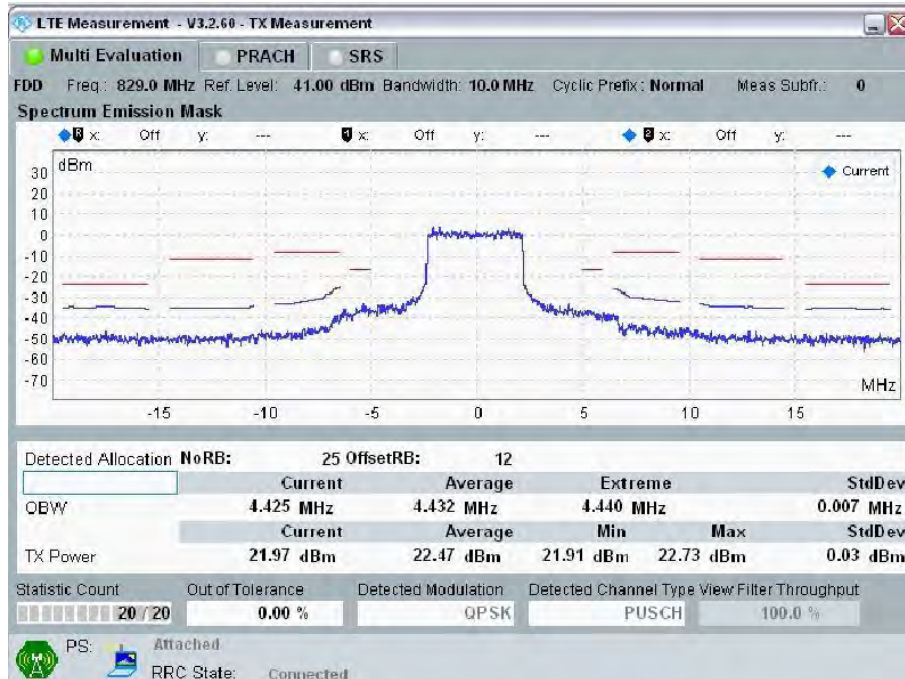 LTE Measurement - V3.2.60 - TX Measurement
Multi Evaluation PRACH SRS
FDD Freq.: 829.0 MHz Ref. Level: 41.00 dBm Bandwidth: 10.0 MHz Cyclic Prefix: Normal Meas Subfr.: 0
Spectrum Emission Mask
R x: Off y: --- 1 x: Off y: --- 2 x: Off y: ---
dBm
Current
30
20
10
0
-10
-20
-30
-40
-50
-60
-70
MHz
-15 -10 -5 0 5 10 15
Detected Allocation NoRB: 25 OffsetRB: 12
Current Average Extreme StdDev
OBW 4.425 MHz 4.432 MHz 4.440 MHz 0.007 MHz
Current Average Min Max StdDev
TX Power 21.97 dBm 22.47 dBm 21.91 dBm 22.73 dBm 0.03 dBm
Statistic Count Out of Tolerance Detected Modulation Detected Channel Type View Filter Throughput
20 / 20 0.00 % QPSK PUSCH 100.0 %
PS: Attached
RRC State: Connected